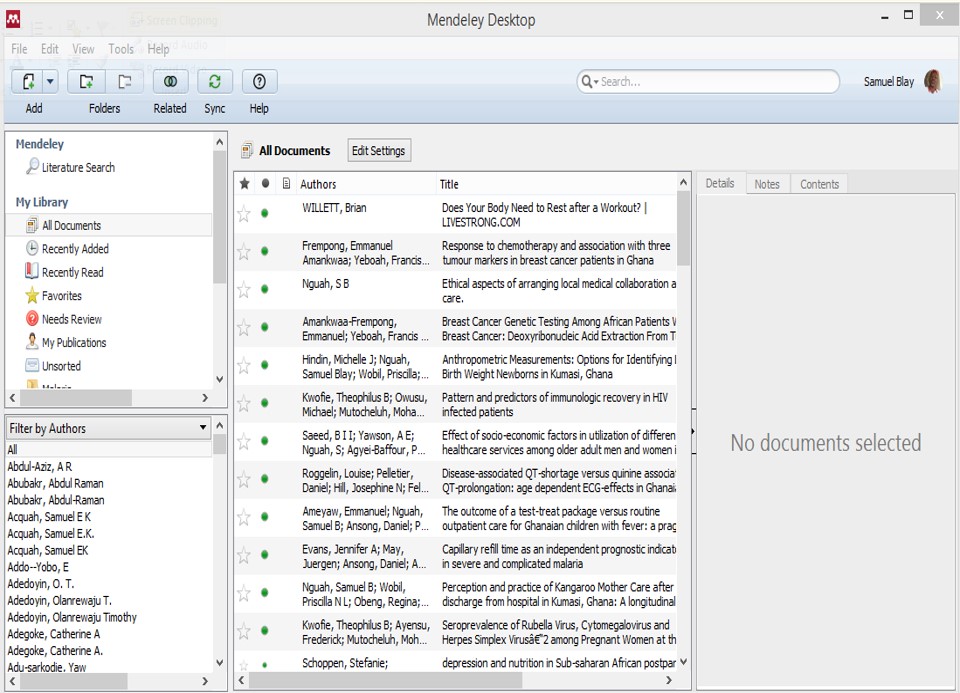 Mendeley Desktop
Screen Clipping
File Edit View Tools Help
Search...
Samuel Blay
Add Folders Related Sync Help
Mendeley
Literature Search
My Library
All Documents
Recently Added
Recently Read
Favorites
Needs Review
My Publications
Unsorted
Malaria
Filter by Authors
All
Abdul-Aziz, A R
Abubakr, Abdul Raman
Abubakr, Abdul-Raman
Acquah, Samuel E K
Acquah, Samuel E.K.
Acquah, Samuel EK
Addo--Yobo, E
Adedoyin, O. T.
Adedoyin, Olanrewaju T.
Adedoyin, Olanrewaju Timothy
Adegoke, Catherine A
Adegoke, Catherine A.
Adu-sarkodie, Yaw
All Documents Edit Settings
Authors Title
WILLETT, Brian Does Your Body Need to Rest after a Workout? |
LIVESTRONG.COM
Frempong, Emmanuel Response to chemotherapy and association with three
Amankwaa; Yeboah, Francis... tumour markers in breast cancer patients in Ghana
Nguah, S B Ethical aspects of arranging local medical collaboration a
care.
Amankwaa-Frempong, Breast Cancer Genetic Testing Among African Patients W
Emmanuel; Yeboah, Francis ... Breast Cancer: Deoxyribonucleic Acid Extraction From T
Hindin, Michelle J; Nguah, Anthropometric Measurements: Options for Identifying
Samuel Blay; Wobil, Priscilla;... Birth Weight Newborns in Kumasi, Ghana
Kwofie, Theophilus B; Owusu, Pattern and predictors of immunologic recovery in HIV
Michael; Mutocheluh, Moha... infected patients
Saeed, B I I; Yawson, A E; Effect of socio-economic factors in utilization of differen
Nguah, S; Agyei-Baffour, P... healthcare services among older adult men and women i
Roggelin, Louise; Pelletier, Disease-associated QT-shortage versus quinine associa
Daniel; Hill, Josephine N; Fel... QT-prolongation: age dependent ECG-effects in Ghanaia
Ameyaw, Emmanuel; Nguah, The outcome of a test-treat package versus routine
Samuel B; Ansong, Daniel; P... outpatient care for Ghanaian children with fever: a prag
Evans, Jennifer A; May, Capillary refill time as an independent prognostic indicato
Juergen; Ansong, Daniel; A... in severe and complicated malaria
Nguah, Samuel B; Wobil, Perception and practice of Kangaroo Mother Care after
Priscilla N L; Obeng, Regina;... discharge from hospital in Kumasi, Ghana: A longitudinal
Kwofie, Theophilus B; Ayensu, Seroprevalence of Rubella Virus, Cytomegalovirus and
Frederick; Mutocheluh, Moh... Herpes Simplex Virusâ€"2 among Pregnant Women at th
Schoppen, Stefanie; depression and nutrition in Sub-saharan African postpar
Details Notes Contents
No documents selected